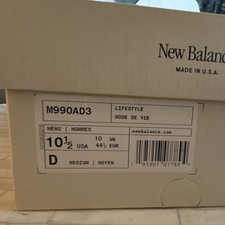 New Balanc
MADE IN U.S.A.
M990AD3
LIFESTYLE
MODE DE VIE
MENS | HOMMES
newbalance.com
10½ USA
10 UK
44½ EUR
D
MEDIUM | MOYEN